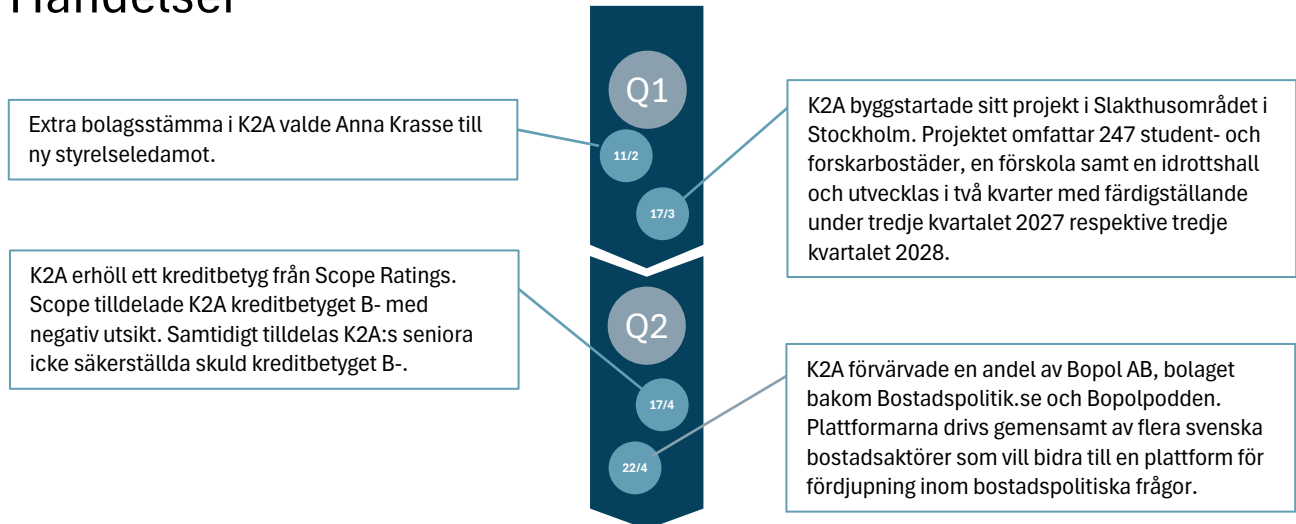 Händelser
Q1
Extra bolagsstämma i K2A valde Anna Krasse till
ny styrelseledamot.
11/2
K2A byggstartade sitt projekt i Slakthusområdet i
Stockholm. Projektet omfattar 247 student- och
forskarbostäder, en förskola samt en idrottshall
och utvecklas i två kvarter med färdigställande
under tredje kvartalet 2027 respektive tredje
kvartalet 2028.
17/3
Q2
K2A erhöll ett kreditbetyg från Scope Ratings.
Scope tilldelade K2A kreditbetyget B- med
negativ utsikt. Samtidigt tilldelas K2A:s seniora
icke säkerställda skuld kreditbetyget B-.
17/4
K2A förvärvade en andel av Bopol AB, bolaget
bakom Bostadspolitik.se och Bopolpodden.
Plattformarna drivs gemensamt av flera svenska
bostadsaktörer som vill bidra till en plattform för
fördjupning inom bostadspolitiska frågor.
22/4